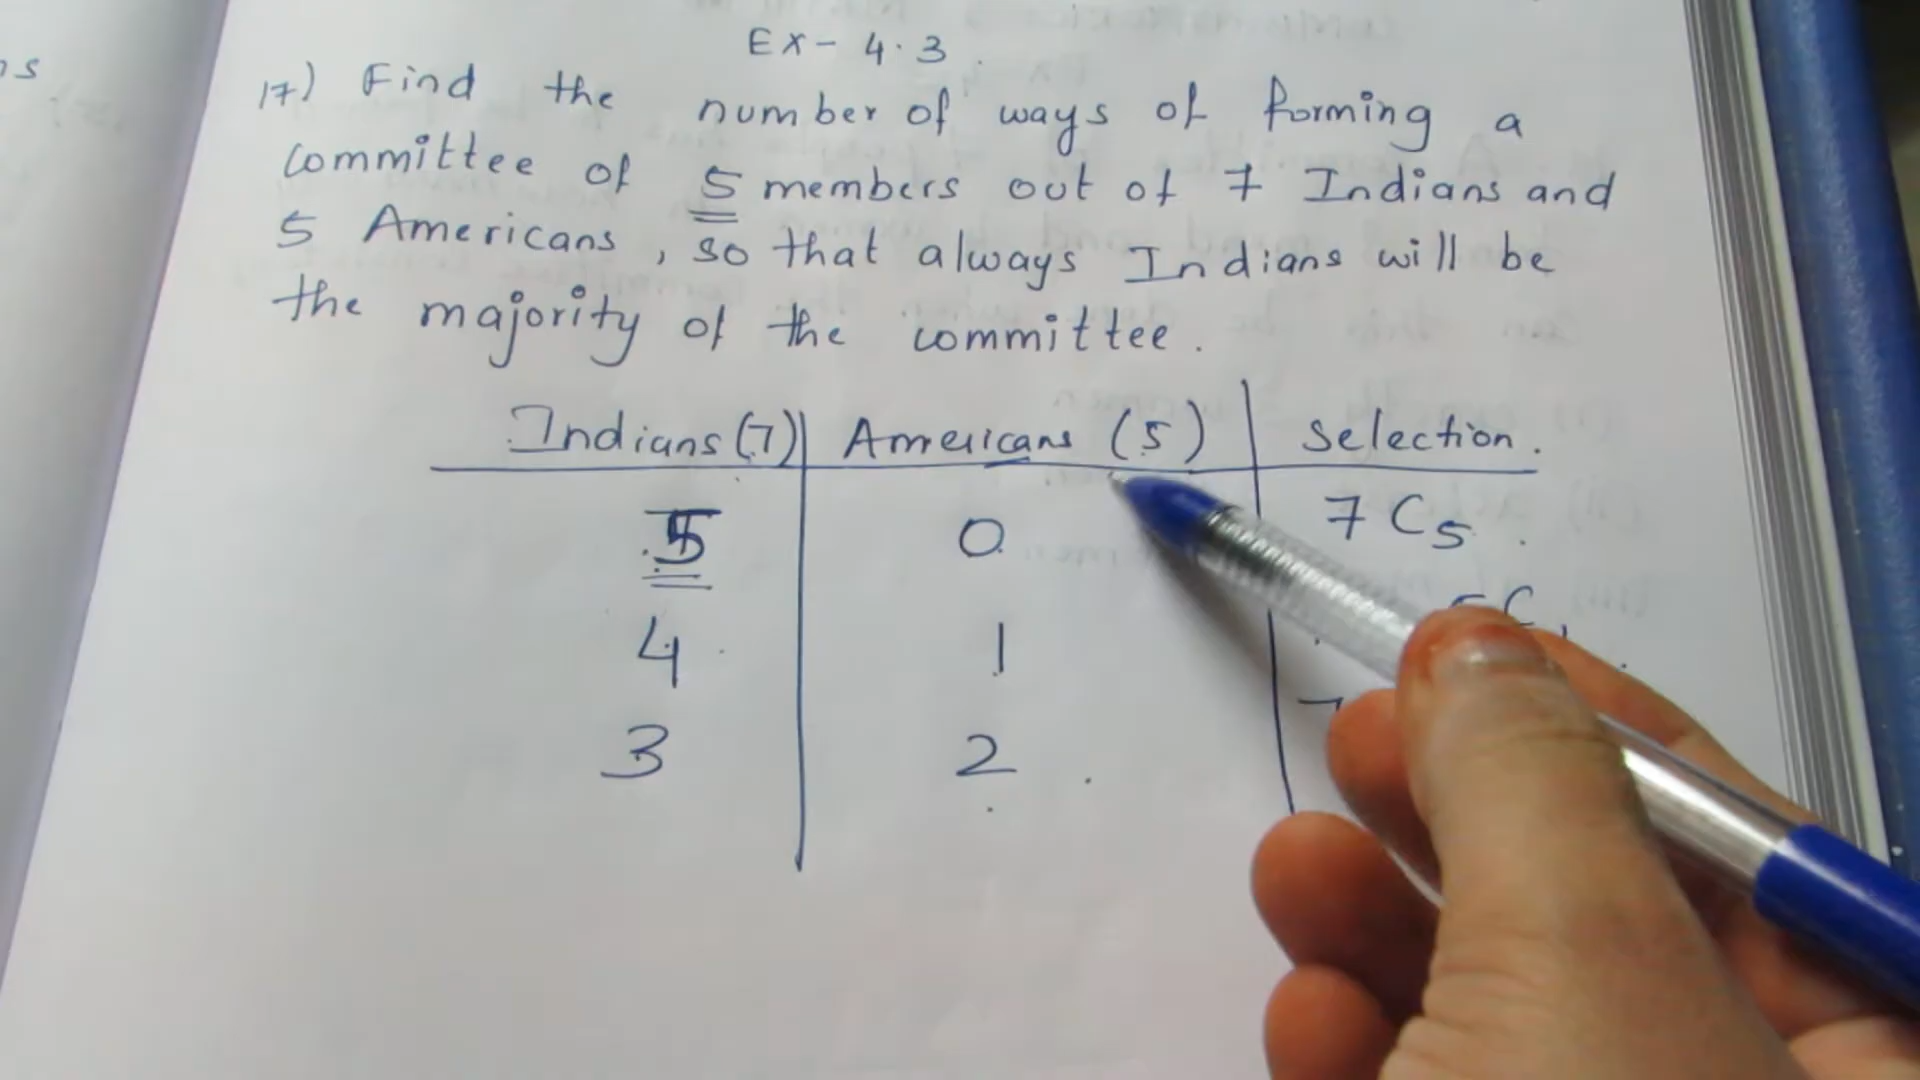 Ex- 4.3
17) Find the number of ways of forming a
committee of 5 members out of 7 Indians and
5 Americans, so that always Indians will be
the majority of the committee.
Indians (7) Americans (5) Selection.
5 0 7C5
4 1
3 2